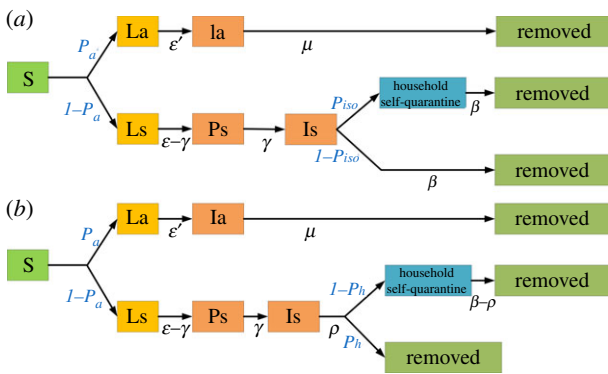 (a)
La
ε′
Ia
μ
removed
P_a
S
1–P_a
Ls
ε–γ
Ps
γ
Is
P_iso
household
self-quarantine
β
removed
1–P_iso
β
removed
(b)
La
ε′
Ia
μ
removed
P_a
S
1–P_a
Ls
ε–γ
Ps
γ
Is
ρ
1–P_h
household
self-quarantine
β–ρ
removed
P_h
removed